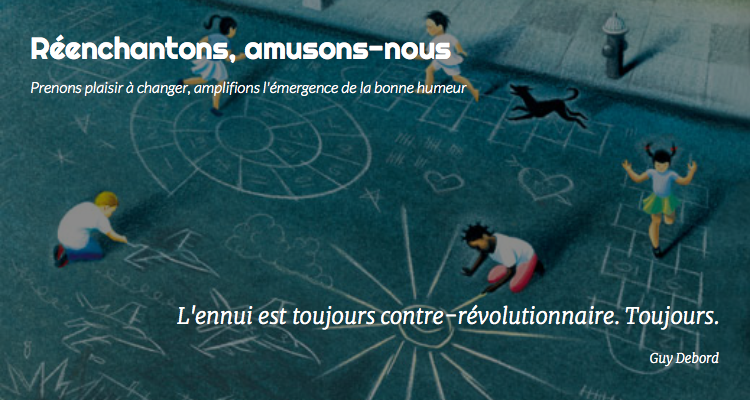 Réenchantons, amusons-nous
Prenons plaisir à changer, amplifions l'émergence de la bonne humeur
L'ennui est toujours contre-révolutionnaire. Toujours.
Guy Debord